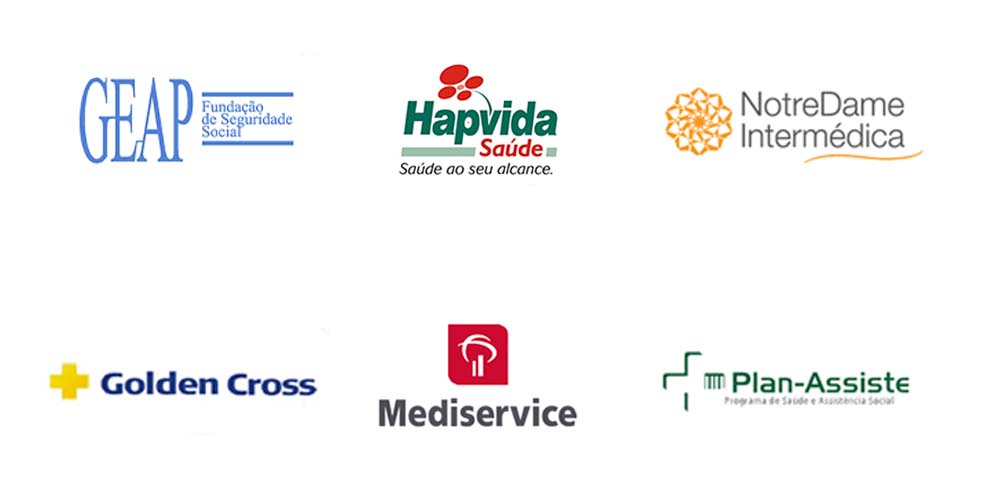 GEAP
Fundação
de Seguridade
Social
Hapvida
Saúde
Saúde ao seu alcance.
NotreDame
Intermédica
Golden Cross
Mediservice
Plan-Assiste
Programa de Saúde e Assistência Social